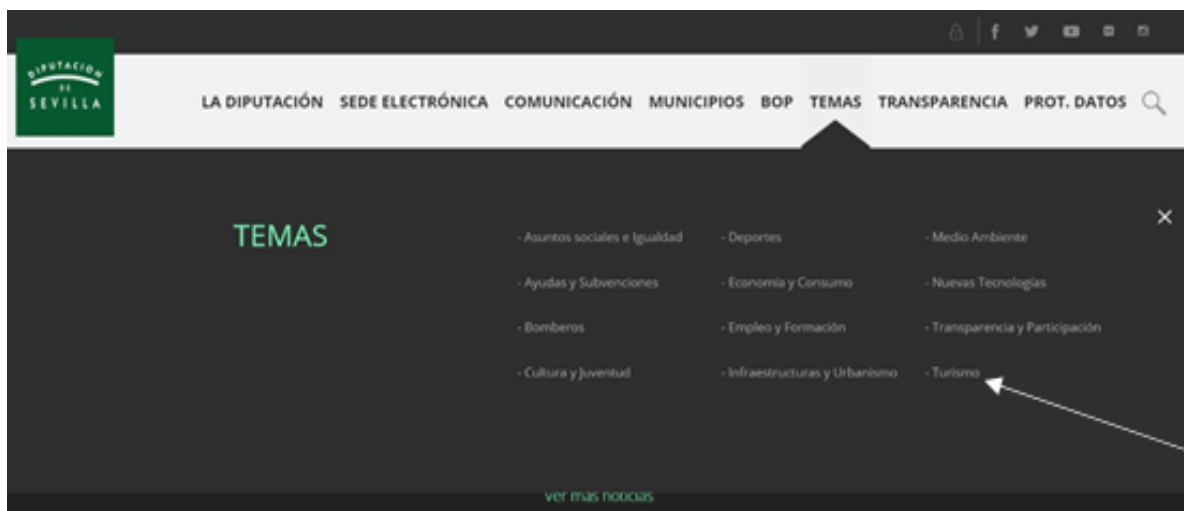 DIPUTACION
DE
SEVILLA
LA DIPUTACIÓN SEDE ELECTRÓNICA COMUNICACIÓN MUNICIPIOS BOP TEMAS TRANSPARENCIA PROT. DATOS
TEMAS
- Asuntos sociales e Igualdad - Deportes - Medio Ambiente
- Ayudas y Subvenciones - Economía y Consumo - Nuevas Tecnologías
- Bomberos - Empleo y Formación - Transparencia y Participación
- Cultura y Juventud - Infraestructuras y Urbanismo - Turismo
ver más noticias